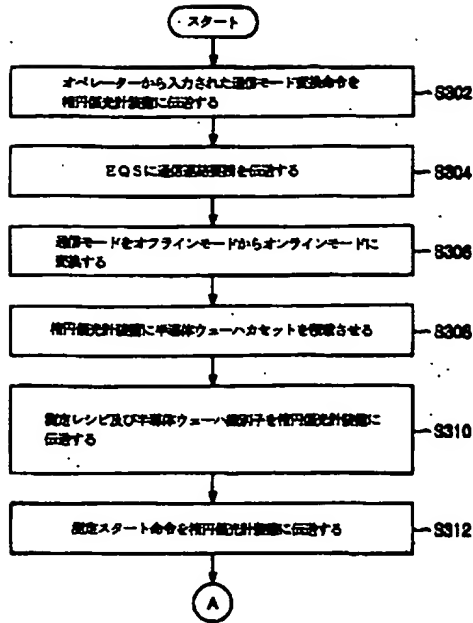 スタート
オペレーターから入力された通信モード変換命令を
楕円偏光計装備に伝送する
S302
EQSに通信連結要請を伝送する
S304
通信モードをオフラインモードからオンラインモードに
変換する
S306
楕円偏光計装備に半導体ウェーハカセットを積載させる
S308
測定レシピ及び半導体ウェーハ識別子を楕円偏光計装備に
伝送する
S310
測定スタート命令を楕円偏光計装備に伝送する
S312
A